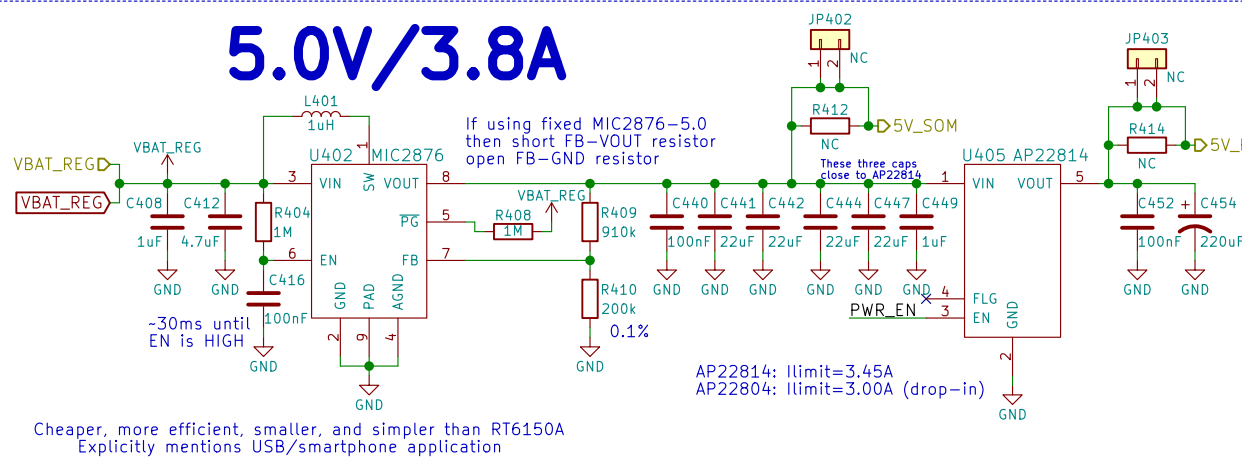 5.0V/3.8A
JP402
1
2
NC
JP403
1
2
NC
L401
1uH
R412
NC
5V_SOM
R414
NC
If using fixed MIC2876-5.0
then short FB-VOUT resistor
open FB-GND resistor
These three caps
close to AP22814
VBAT_REG
VBAT_REG
VBAT_REG
U402
MIC2876
1
3
VIN
SW
VOUT
8
PG
5
6
EN
FB
7
GND
PAD
AGND
2
9
4
GND
C408
1uF
GND
C412
4.7uF
GND
R404
1M
C416
100nF
GND
~30ms until
EN is HIGH
R408
1M
VBAT_REG
R409
910k
R410
200k
0.1%
GND
C440
100nF
GND
C441
22uF
GND
C442
22uF
GND
C444
22uF
GND
C447
22uF
GND
C449
1uF
GND
U405 AP22814
1
VIN
VOUT
5
4
FLG
PWR_EN
3
EN
GND
2
GND
C452
100nF
GND
C454
+
220uF
GND
AP22814: Ilimit=3.45A
AP22804: Ilimit=3.00A (drop-in)
Cheaper, more efficient, smaller, and simpler than RT6150A
Explicitly mentions USB/smartphone application